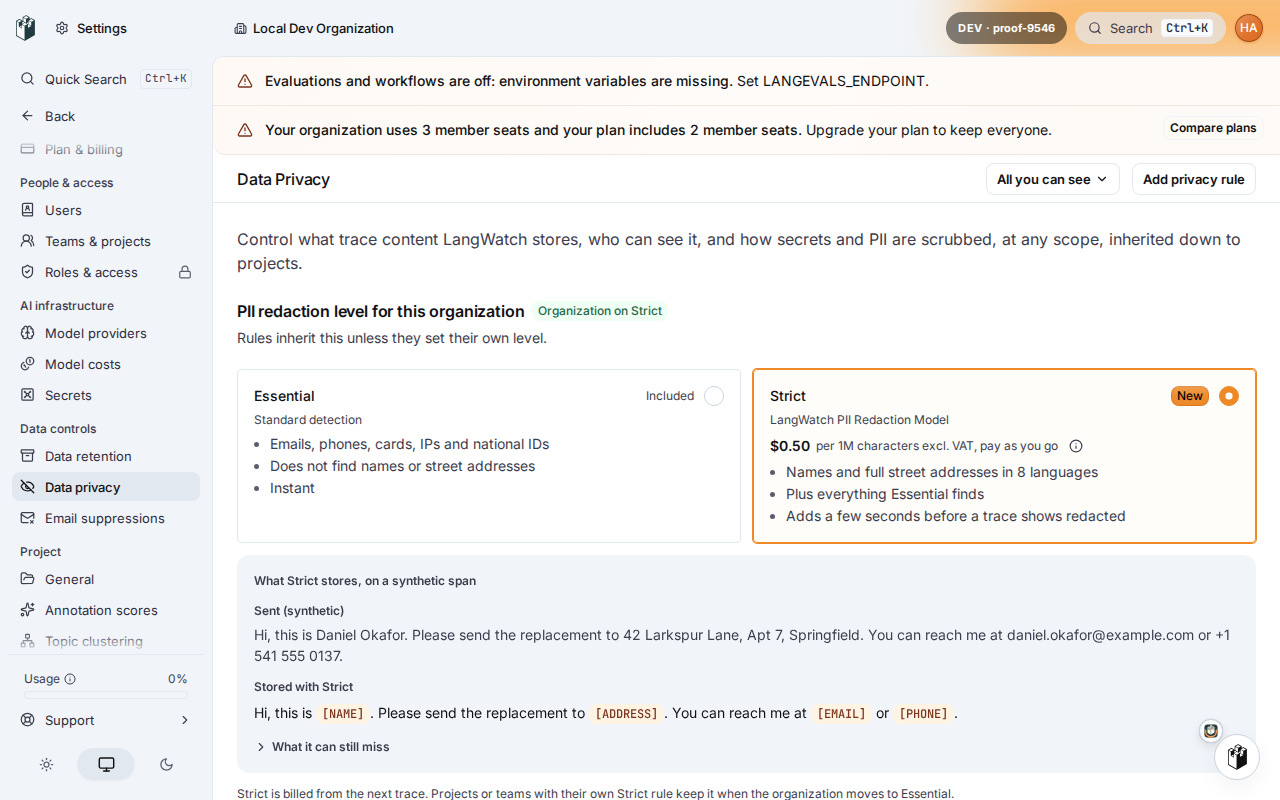 Settings
Local Dev Organization
DEV · proof-9546
Search Ctrl+K
HA
Quick Search Ctrl+K
Back
Plan & billing
People & access
Users
Teams & projects
Roles & access
AI infrastructure
Model providers
Model costs
Secrets
Data controls
Data retention
Data privacy
Email suppressions
Project
General
Annotation scores
Topic clustering
Usage 0%
Support
Evaluations and workflows are off: environment variables are missing. Set LANGEVALS_ENDPOINT.
Your organization uses 3 member seats and your plan includes 2 member seats. Upgrade your plan to keep everyone.
Compare plans
Data Privacy
All you can see
Add privacy rule
Control what trace content LangWatch stores, who can see it, and how secrets and PII are scrubbed, at any scope, inherited down to
projects.
PII redaction level for this organization Organization on Strict
Rules inherit this unless they set their own level.
Essential Included
Standard detection
• Emails, phones, cards, IPs and national IDs
• Does not find names or street addresses
• Instant
Strict New
LangWatch PII Redaction Model
$0.50 per 1M characters excl. VAT, pay as you go
• Names and full street addresses in 8 languages
• Plus everything Essential finds
• Adds a few seconds before a trace shows redacted
What Strict stores, on a synthetic span
Sent (synthetic)
Hi, this is Daniel Okafor. Please send the replacement to 42 Larkspur Lane, Apt 7, Springfield. You can reach me at daniel.okafor@example.com or +1
541 555 0137.
Stored with Strict
Hi, this is [NAME] . Please send the replacement to [ADDRESS] . You can reach me at [EMAIL] or [PHONE] .
What it can still miss
Strict is billed from the next trace. Projects or teams with their own Strict rule keep it when the organization moves to Essential.